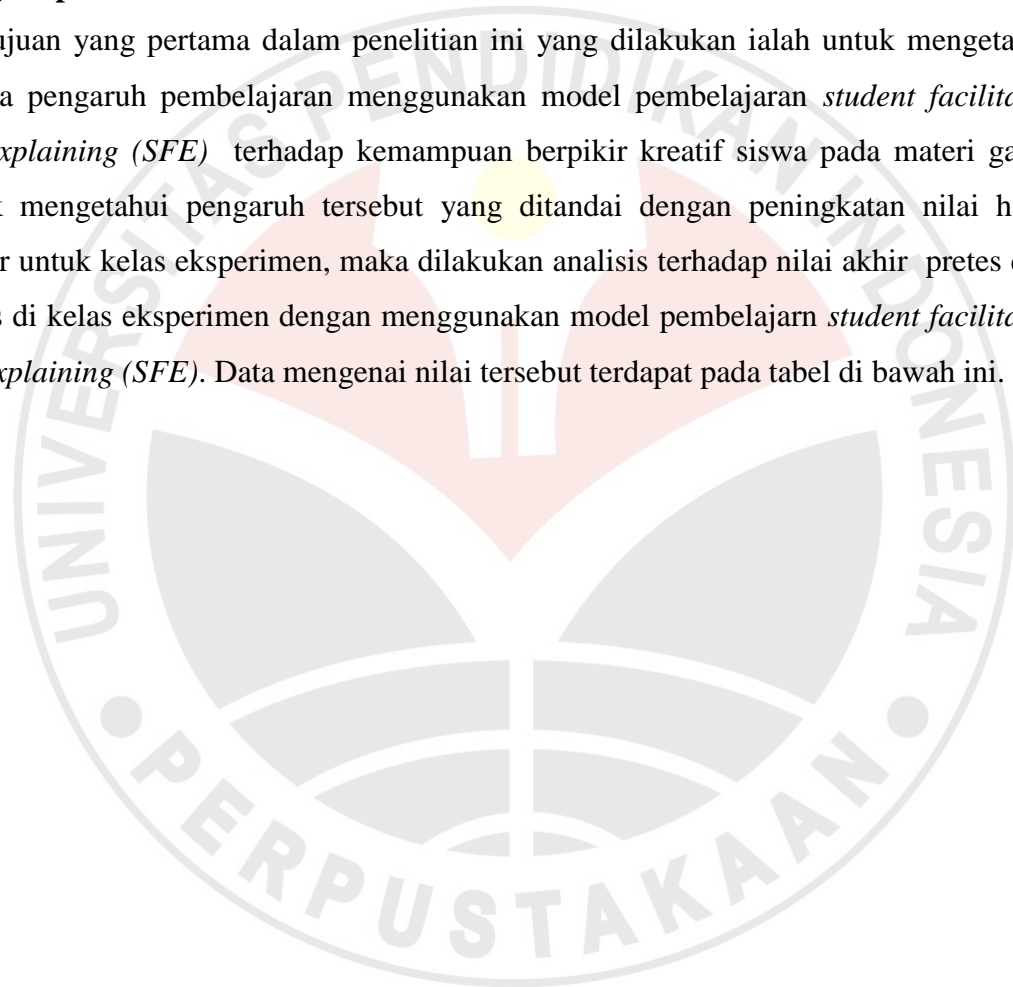 ujuan yang pertama dalam penelitian ini yang dilakukan ialah untuk mengeta
a pengaruh pembelajaran menggunakan model pembelajaran student facilita
xplaining (SFE) terhadap kemampuan berpikir kreatif siswa pada materi ga
k mengetahui pengaruh tersebut yang ditandai dengan peningkatan nilai h
r untuk kelas eksperimen, maka dilakukan analisis terhadap nilai akhir pretes
s di kelas eksperimen dengan menggunakan model pembelajarn student facilita
xplaining (SFE). Data mengenai nilai tersebut terdapat pada tabel di bawah ini.
UNIVERSITAS PENDIDIKAN INDONESIA
PERPUSTAKAAN